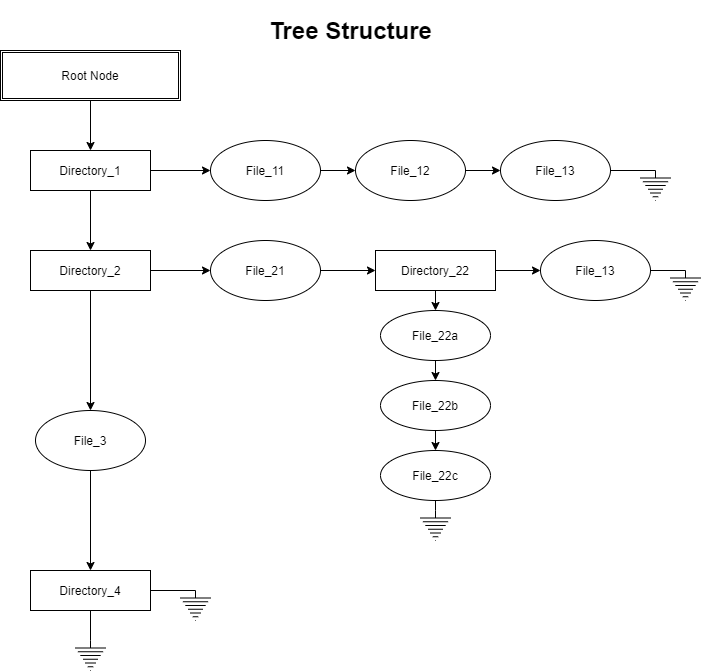 Tree Structure
Root Node
Directory_1
File_11
File_12
File_13
Directory_2
File_21
Directory_22
File_13
File_22a
File_22b
File_3
File_22c
Directory_4